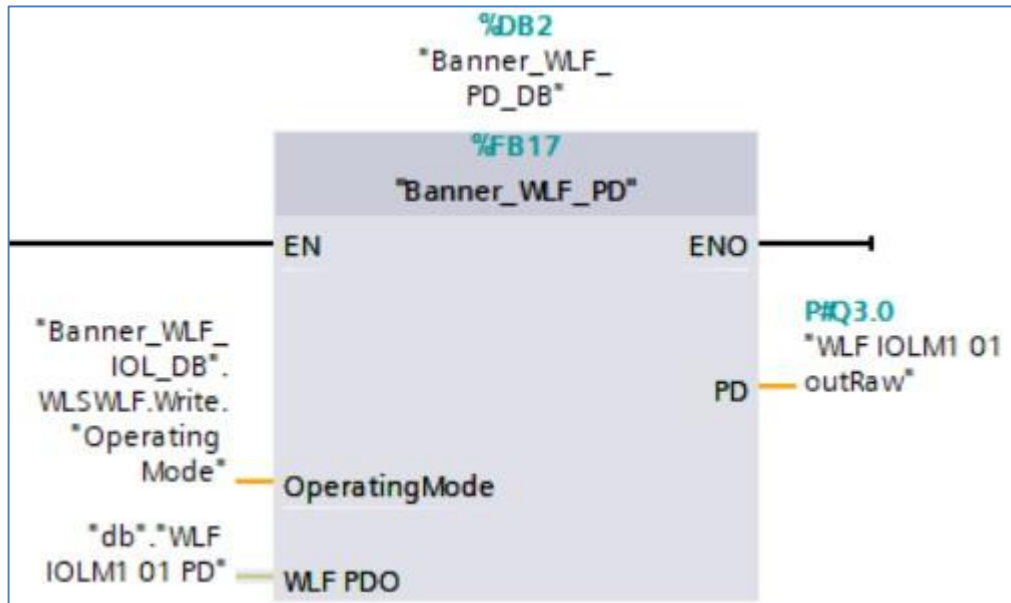 %DB2
"Banner_WLF_
PD_DB"
%FB17
"Banner_WLF_PD"
EN
ENO
"Banner_WLF_
IOL_DB".
WLSWLF.Write.
"Operating
Mode"
OperatingMode
"db"."WLF
IOLM1 01 PD"
WLF PDO
P#Q3.0
"WLF IOLM1 01
outRaw"
PD